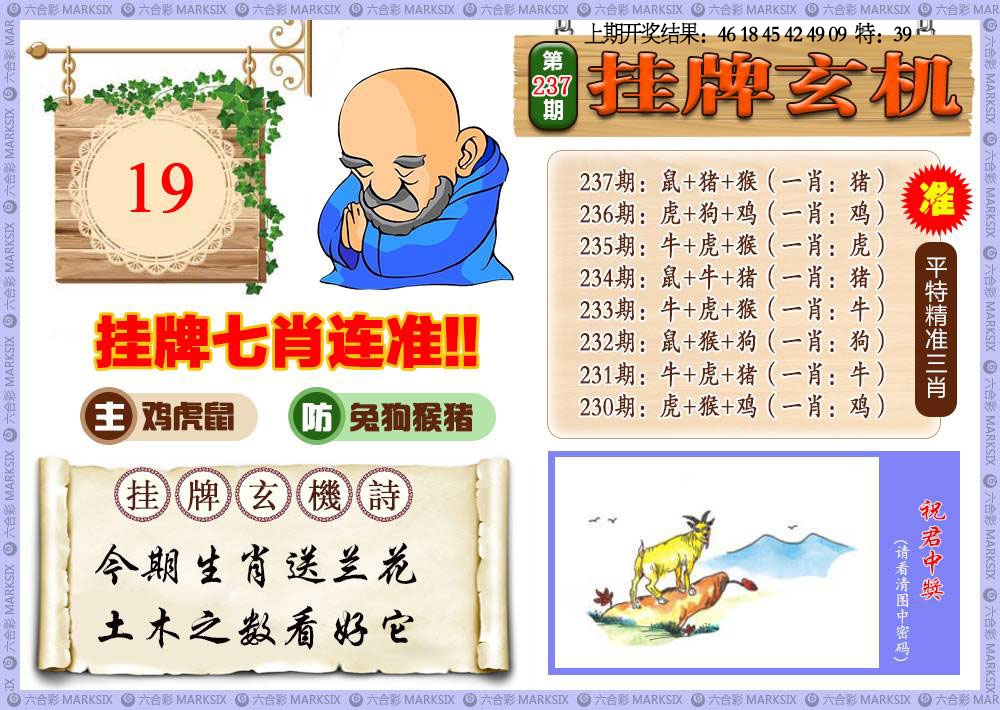 上期开奖结果：46 18 45 42 49 09 特：39
第
237
期
挂牌玄机
19
挂牌七肖连准!!
主 鸡虎鼠
防 兔狗猴猪
挂牌玄機詩
今期生肖送兰花
土木之数看好它
237期：鼠+猪+猴（一肖：猪）
236期：虎+狗+鸡（一肖：鸡）
235期：牛+虎+猴（一肖：虎）
234期：鼠+牛+猪（一肖：猪）
233期：牛+虎+猴（一肖：牛）
232期：鼠+猴+狗（一肖：狗）
231期：牛+虎+猪（一肖：牛）
230期：虎+猴+鸡（一肖：鸡）
准
平特精准三肖
祝君中獎
（请看清图中密码）
六合彩 MARKSIX